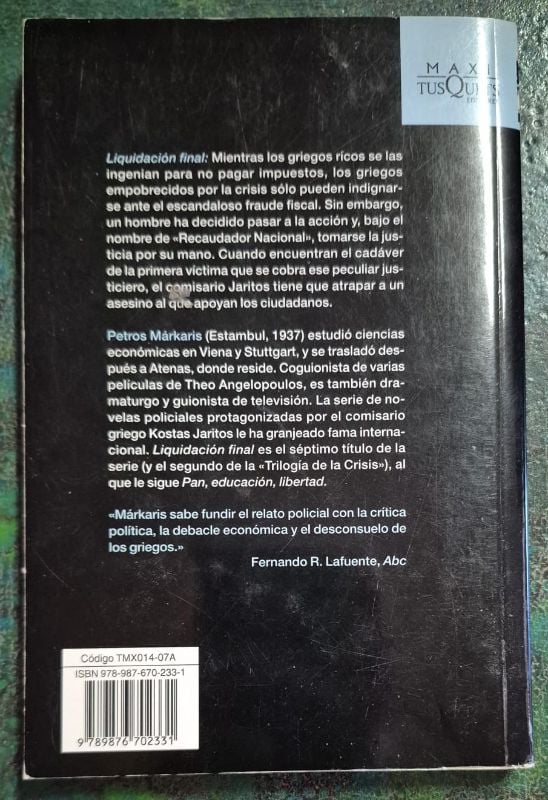 MAXI
TUSQUETS
Liquidación final: Mientras los griegos ricos se las
ingenian para no pagar impuestos, los griegos
empobrecidos por la crisis sólo pueden indignar-
se ante el escandaloso fraude fiscal. Sin embargo,
un hombre ha decidido pasar a la acción y, bajo el
nombre de «Recaudador Nacional», tomarse la jus-
ticia por su mano. Cuando encuentran el cadáver
de la primera víctima que se cobra ese peculiar jus-
ticiero, el comisario Jaritos tiene que atrapar a un
asesino al que apoyan los ciudadanos.
Petros Márkaris (Estambul, 1937) estudió ciencias
económicas en Viena y Stuttgart, y se trasladó des-
pués a Atenas, donde reside. Coguionista de varias
películas de Theo Angelopoulos, es también dra-
maturgo y guionista de televisión. La serie de no-
velas policiales protagonizadas por el comisario
griego Kostas Jaritos le ha granjeado fama interna-
cional. Liquidación final es el séptimo título de la
serie (y el segundo de la «Trilogía de la Crisis»), al
que le sigue Pan, educación, libertad.
«Márkaris sabe fundir el relato policial con la crítica
política, la debacle económica y el desconsuelo de
los griegos.»
Fernando R. Lafuente, Abc
Código TMX014-07A
ISBN 978-987-670-233-1
9 789876 702331